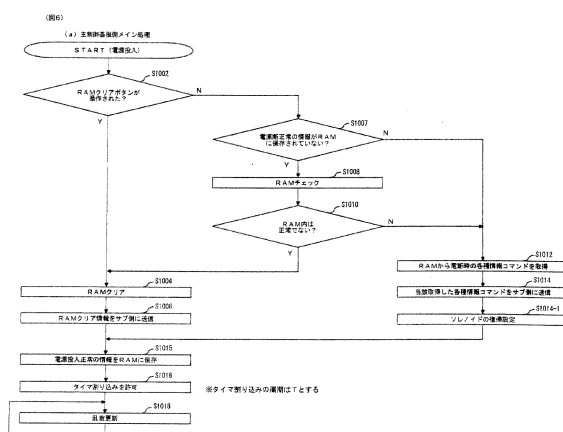 (図6)
(a) 主制御基板側メイン処理
START (電源投入)
S1002
RAMクリアボタンが
操作された?
N
Y
S1007
電源断正常の情報がRAM
に保存されていない?
N
Y
S1008
RAMチェック
S1010
RAM内は
正常でない?
N
Y
S1012
RAMから電断時の各種情報コマンドを取得
S1004
RAMクリア
S1014
当該取得した各種情報コマンドをサブ側に送信
S1006
RAMクリア情報をサブ側に送信
S1014-1
ソレノイドの復帰設定
S1015
電源投入正常の情報をRAMに保存
S1016
タイマ割り込みを許可
※タイマ割り込みの周期はTとする
S1018
乱数更新